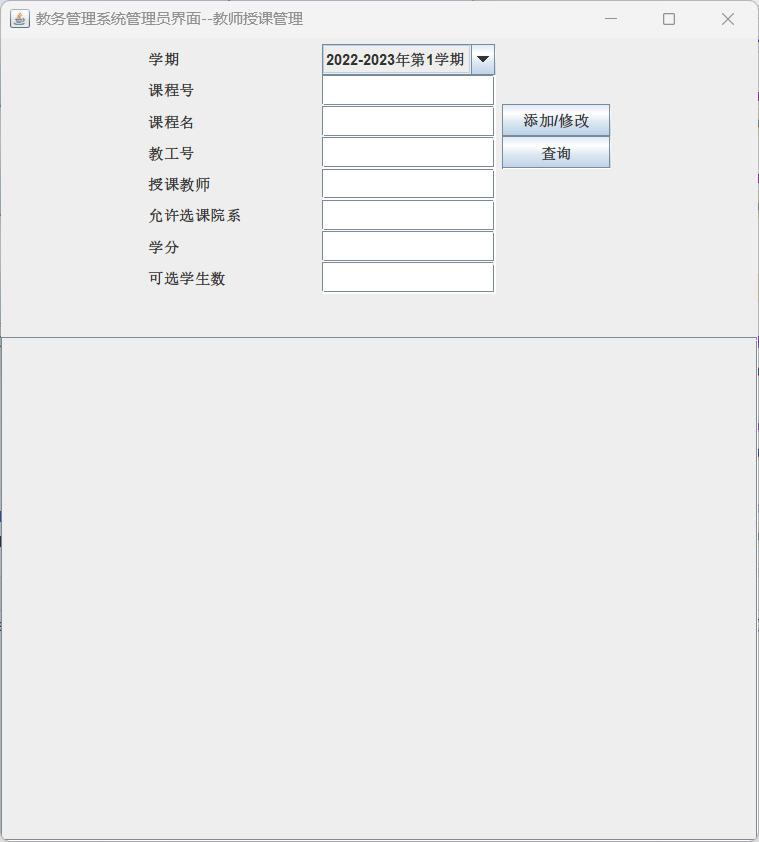 教务管理系统管理员界面--教师授课管理
学期 2022-2023年第1学期
课程号
课程名 添加/修改
教工号 查询
授课教师
允许选课院系
学分
可选学生数